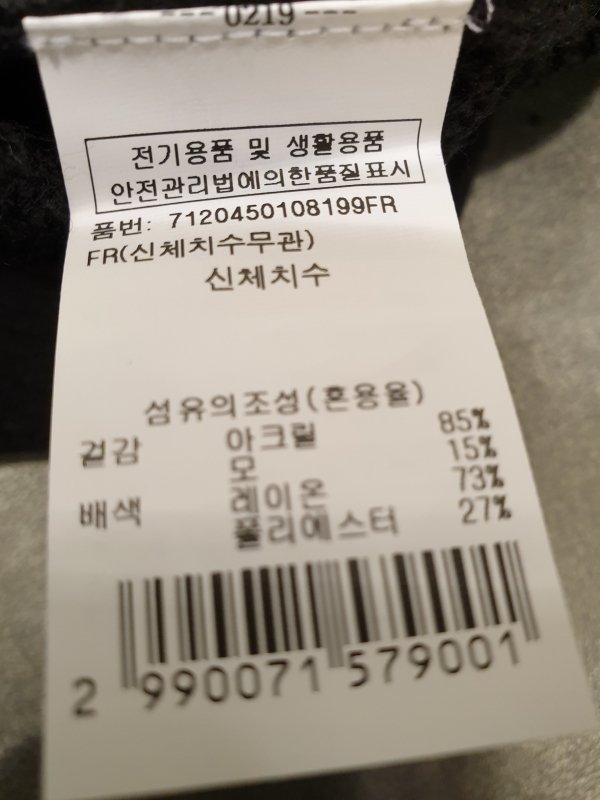 --- 0219 ---
전기용품 및 생활용품
안전관리법에의한품질표시
품번: 7120450108199FR
FR(신체치수무관)
신체치수
섬유의조성(혼용율)
겉감 아크릴 85%
모 15%
배색 레이온 73%
폴리에스터 27%
2 990071 579001